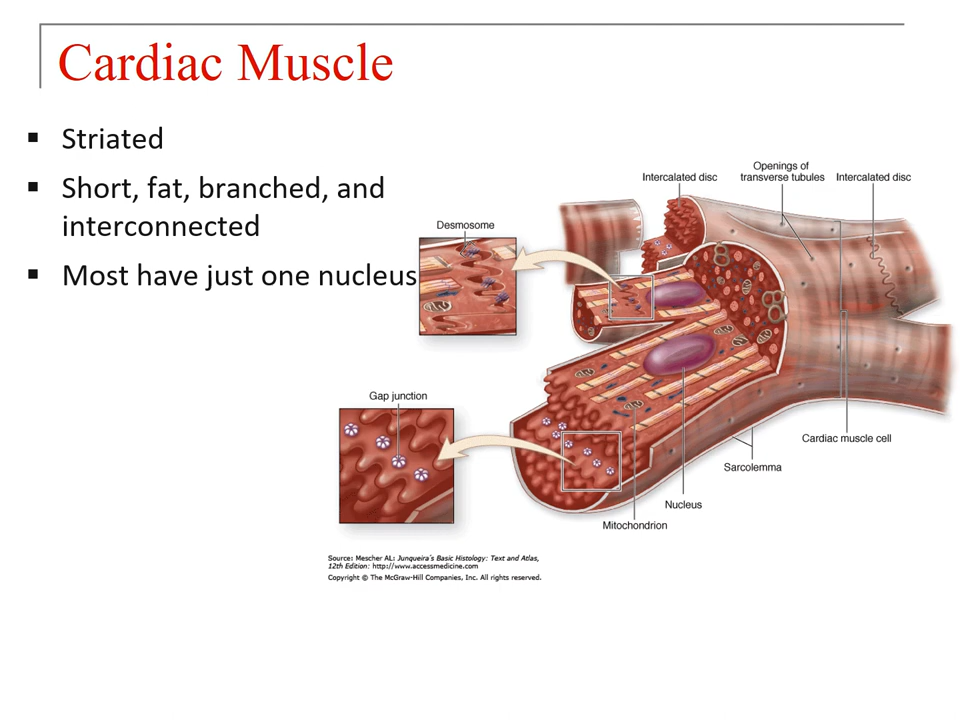 Cardiac Muscle
▪ Striated
▪ Short, fat, branched, and
interconnected
▪ Most have just one nucleus
Openings of
transverse tubules
Intercalated disc
Intercalated disc
Desmosome
Gap junction
Cardiac muscle cell
Sarcolemma
Nucleus
Mitochondrion
Source: Mescher AL: Junqueira's Basic Histology: Text and Atlas,
12th Edition: http://www.accessmedicine.com
Copyright © The McGraw-Hill Companies, Inc. All rights reserved.